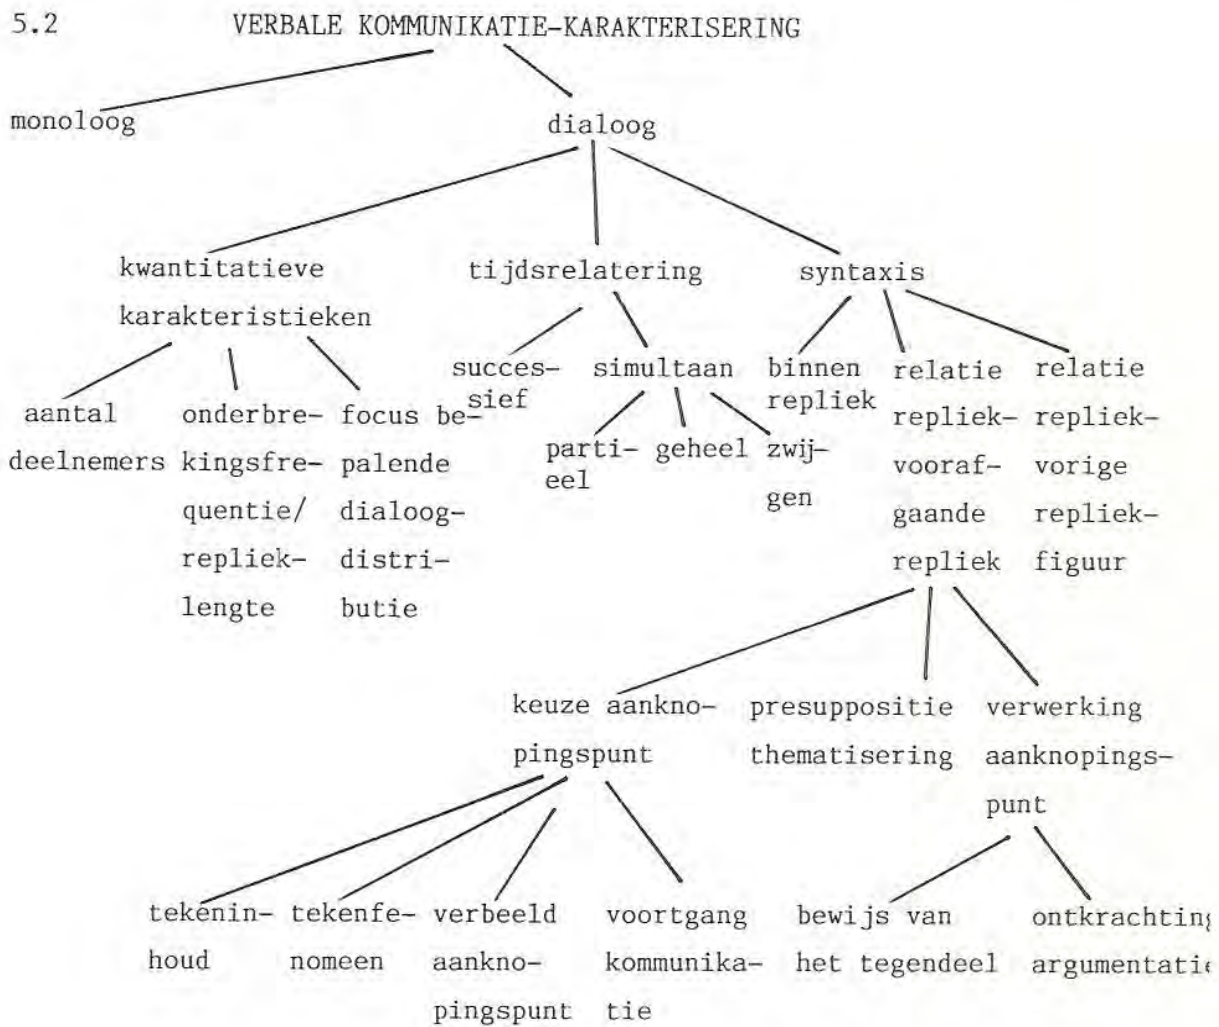 5.2 VERBALE KOMMUNIKATIE-KARAKTERISERING
monoloog
dialoog
kwantitatieve
karakteristieken
tijdsrelatering
syntaxis
aantal
deelnemers
onderbre-
kingsfre-
quentie/
repliek-
lengte
focus be-
palende
dialoog-
distri-
butie
succes-
sief
simultaan
parti-
eel
geheel
zwij-
gen
binnen
repliek
relatie
repliek-
vooraf-
gaande
repliek
relatie
repliek-
vorige
repliek-
figuur
keuze aankno-
pingspunt
presuppositie
thematisering
verwerking
aanknopings-
punt
tekenin-
houd
tekenfe-
nomeen
verbeeld
aankno-
pingspunt
voortgang
kommunika-
tie
bewijs van
het tegendeel
ontkrachting
argumentatie